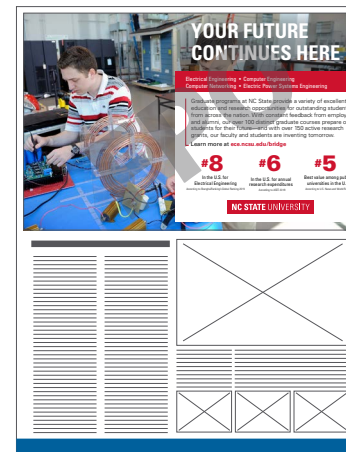 YOUR FUTURE
CONTINUES HERE
Electrical Engineering • Computer Engineering
Computer Networking • Electric Power Systems Engineering
Graduate programs at NC State provide a variety of excellent
education and research opportunities for outstanding studen
from across the nation. With constant feedback from employ
and alumni, our over 100 distinct graduate courses prepare o
students for their future—and with over 150 active research
grants, our faculty and students are inventing tomorrow.
Learn more at ece.ncsu.edu/bridge
#8
In the U.S. for
Electrical Engineering
#6
In the U.S. for annual
research expenditures
#5
Best value among pub
universities in the U.
NC STATE UNIVERSITY